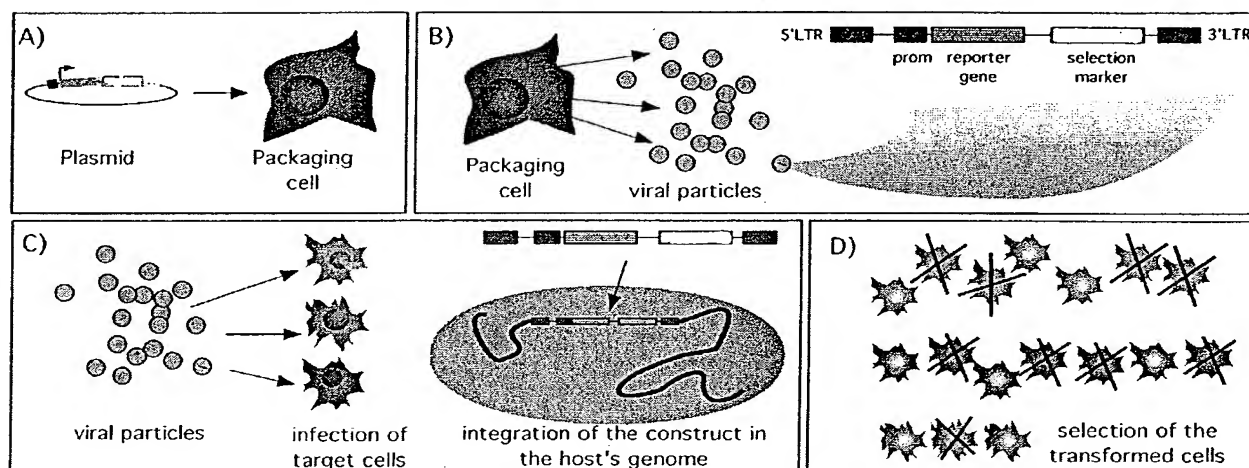 A)
Plasmid
Packaging
cell
B)
Packaging
cell
viral particles
5'LTR
3'LTR
prom
reporter
gene
selection
marker
C)
viral particles
infection of
target cells
integration of the construct in
the host's genome
D)
selection of the
transformed cells